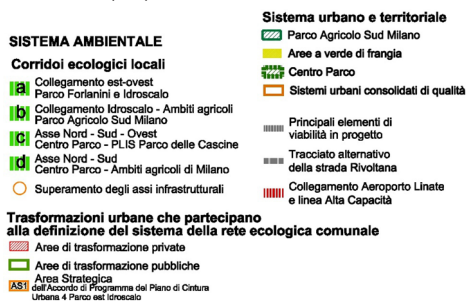 SISTEMA AMBIENTALE
Corridoi ecologici locali
a Collegamento est-ovest
Parco Forlanini e Idroscalo
b Collegamento Idroscalo - Ambiti agricoli
Parco Agricolo Sud Milano
c Asse Nord - Sud - Ovest
Centro Parco - PLIS Parco delle Cascine
d Asse Nord - Sud
Centro Parco - Ambiti agricoli di Milano
Superamento degli assi infrastrutturali
Sistema urbano e territoriale
Parco Agricolo Sud Milano
Aree a verde di frangia
Centro Parco
Sistemi urbani consolidati di qualità
Principali elementi di
viabilità in progetto
Tracciato alternativo
della strada Rivoltana
Collegamento Aeroporto Linate
e linea Alta Capacità
Trasformazioni urbane che partecipano
alla definizione del sistema della rete ecologica comunale
Aree di trasformazione private
Aree di trasformazione pubbliche
Area Strategica
AS1 dell'Accordo di Programma del Piano di Cintura
Urbana 4 Parco est Idroscalo